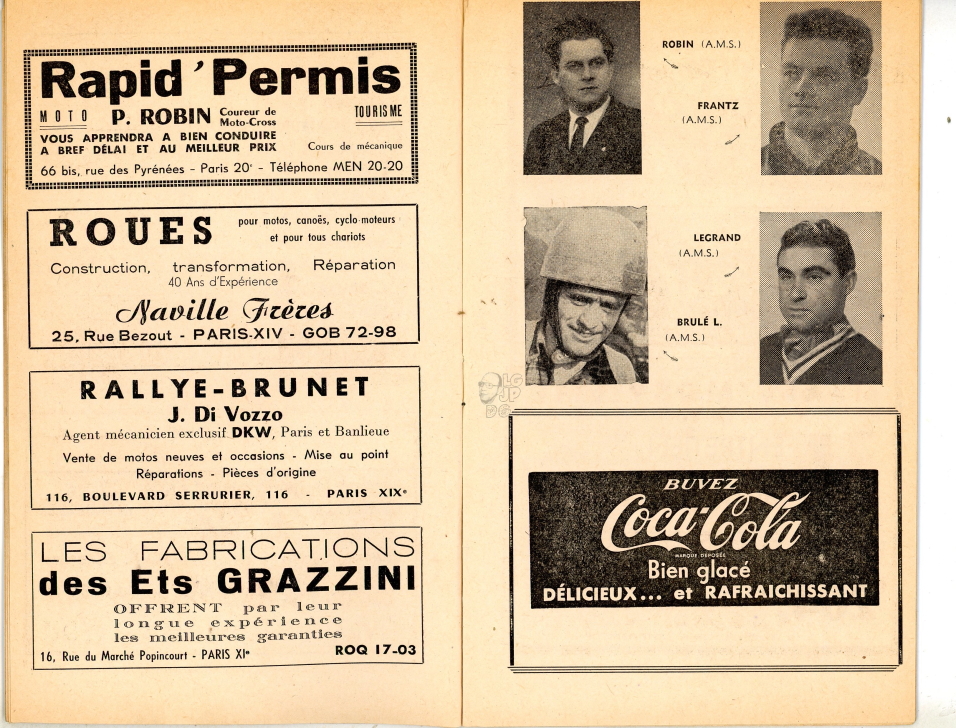 Rapid' Permis
MOTO P. ROBIN Coureur de Moto-Cross TOURISME
VOUS APPRENDRA A BIEN CONDUIRE
A BREF DÉLAI ET AU MEILLEUR PRIX Cours de mécanique
66 bis, rue des Pyrénées - Paris 20e - Téléphone MEN 20-20
ROUES pour motos, canoës, cyclo-moteurs
et pour tous chariots
Construction, transformation, Réparation
40 Ans d'Expérience
Naville Frères
25, Rue Bezout - PARIS-XIV - GOB 72-98
RALLYE-BRUNET
J. Di Vozzo
Agent mécanicien exclusif DKW, Paris et Banlieue
Vente de motos neuves et occasions - Mise au point
Réparations - Pièces d'origine
116, BOULEVARD SERRURIER, 116 - PARIS XIXe
LES FABRICATIONS
des Ets GRAZZINI
OFFRENT par leur
longue expérience
les meilleures garanties
16, Rue du Marché Popincourt - PARIS XIe ROQ 17-03
ROBIN (A.M.S.)
FRANTZ
(A.M.S.)
LEGRAND
(A.M.S.)
BRULÉ L.
(A.M.S.)
LG
JP
DG
BUVEZ
Coca-Cola
MARQUE DÉPOSÉE
Bien glacé
DÉLICIEUX... et RAFRAICHISSANT